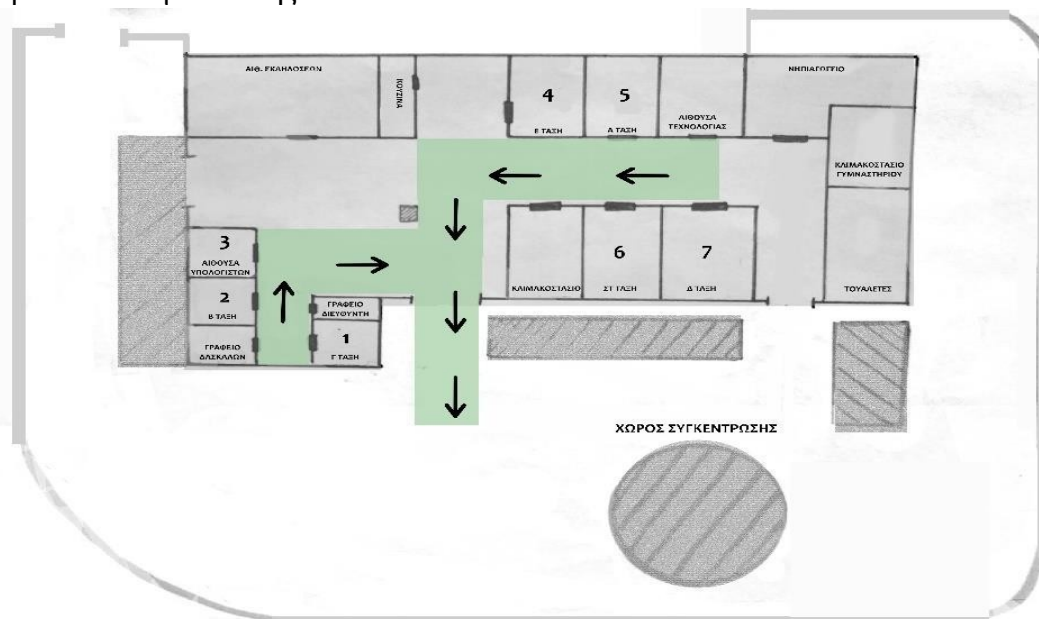 ΑΙΘ. ΕΚΔΗΛΩΣΕΩΝ
ΚΟΥΖΙΝΑ
4
Ε ΤΑΞΗ
5
Α ΤΑΞΗ
ΑΙΘΟΥΣΑ
ΤΕΧΝΟΛΟΓΙΑΣ
ΝΗΠΙΑΓΩΓΕΙΟ
ΚΛΙΜΑΚΟΣΤΑΣΙΟ
ΓΥΜΝΑΣΤΗΡΙΟΥ
3
ΑΙΘΟΥΣΑ
ΥΠΟΛΟΓΙΣΤΩΝ
2
Β ΤΑΞΗ
ΓΡΑΦΕΙΟ
ΔΑΣΚΑΛΩΝ
ΓΡΑΦΕΙΟ
ΔΙΕΥΘΥΝΤΗ
1
Γ ΤΑΞΗ
ΚΛΙΜΑΚΟΣΤΑΣΙΟ
6
ΣΤ ΤΑΞΗ
7
Δ ΤΑΞΗ
ΤΟΥΑΛΕΤΕΣ
ΧΩΡΟΣ ΣΥΓΚΕΝΤΡΩΣΗΣ